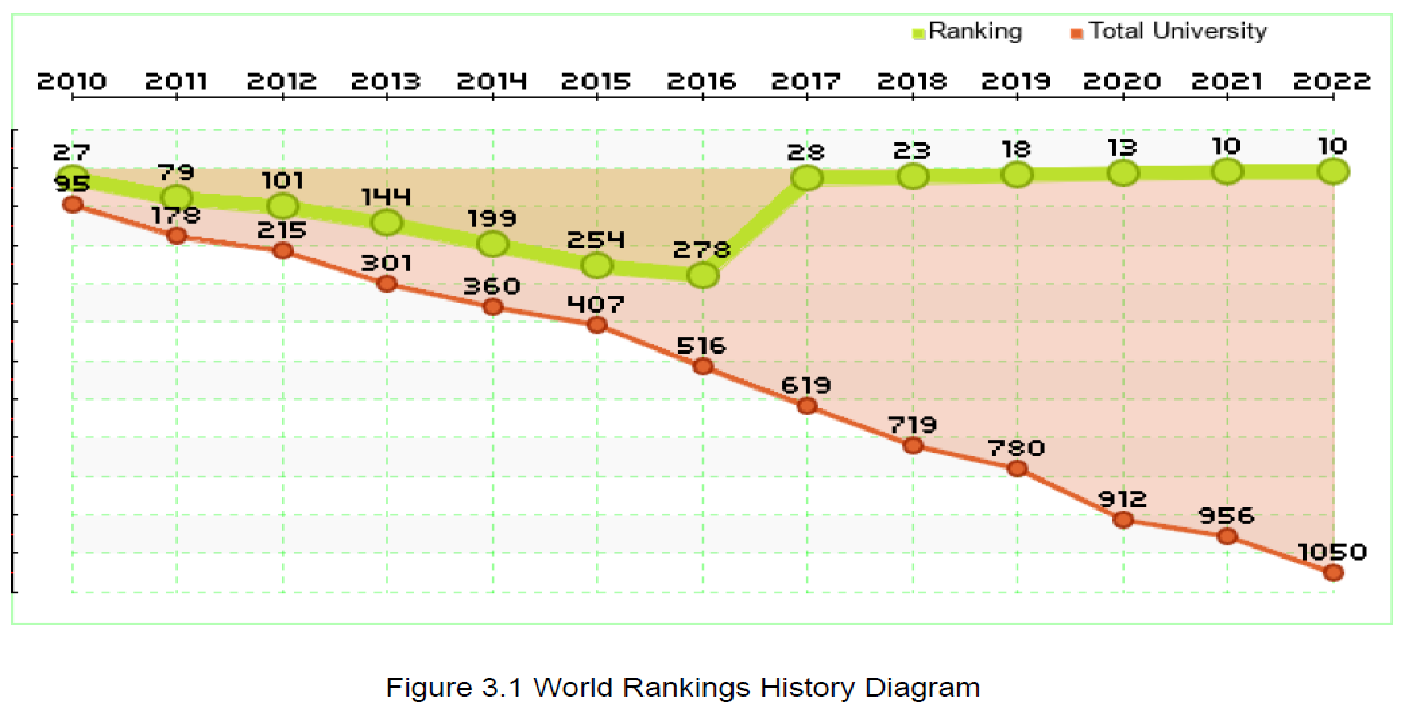 Ranking Total University
2010 2011 2012 2013 2014 2015 2016 2017 2018 2019 2020 2021 2022
27 79 101 144 199 254 278 28 23 18 13 10 10
95 178 215 301 360 407 516 619 719 780 912 956 1050
Figure 3.1 World Rankings History Diagram